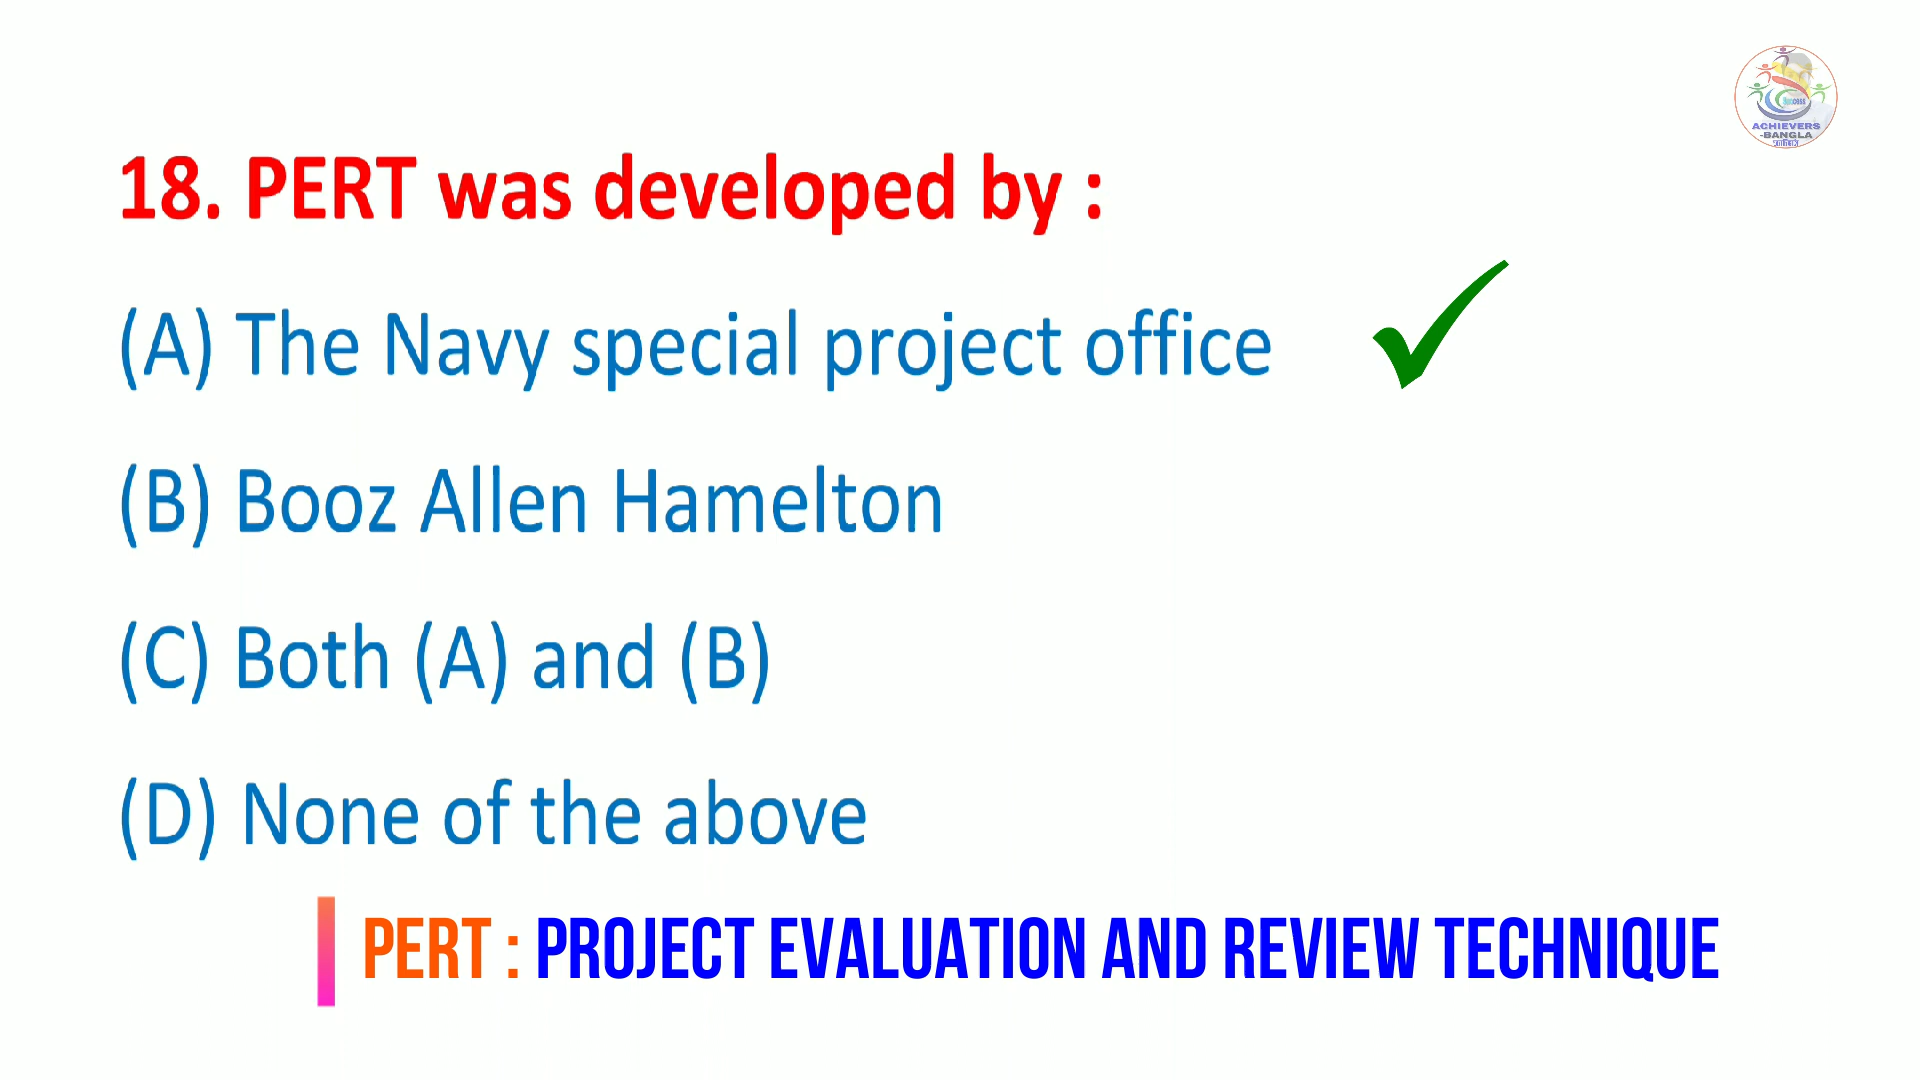 ACHIEVERS
-BANGLA
18. PERT was developed by :
(A) The Navy special project office
(B) Booz Allen Hamelton
(C) Both (A) and (B)
(D) None of the above
PERT : PROJECT EVALUATION AND REVIEW TECHNIQUE